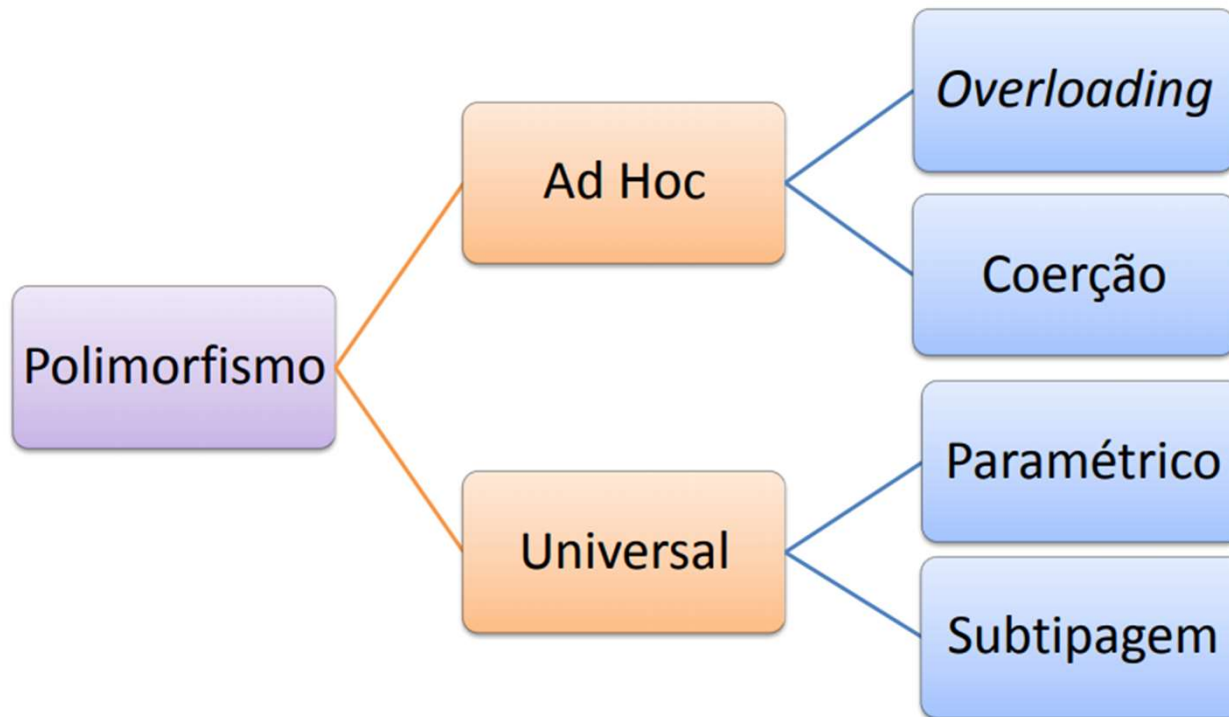 Overloading
Ad Hoc
Coerção
Polimorfismo
Paramétrico
Universal
Subtipagem